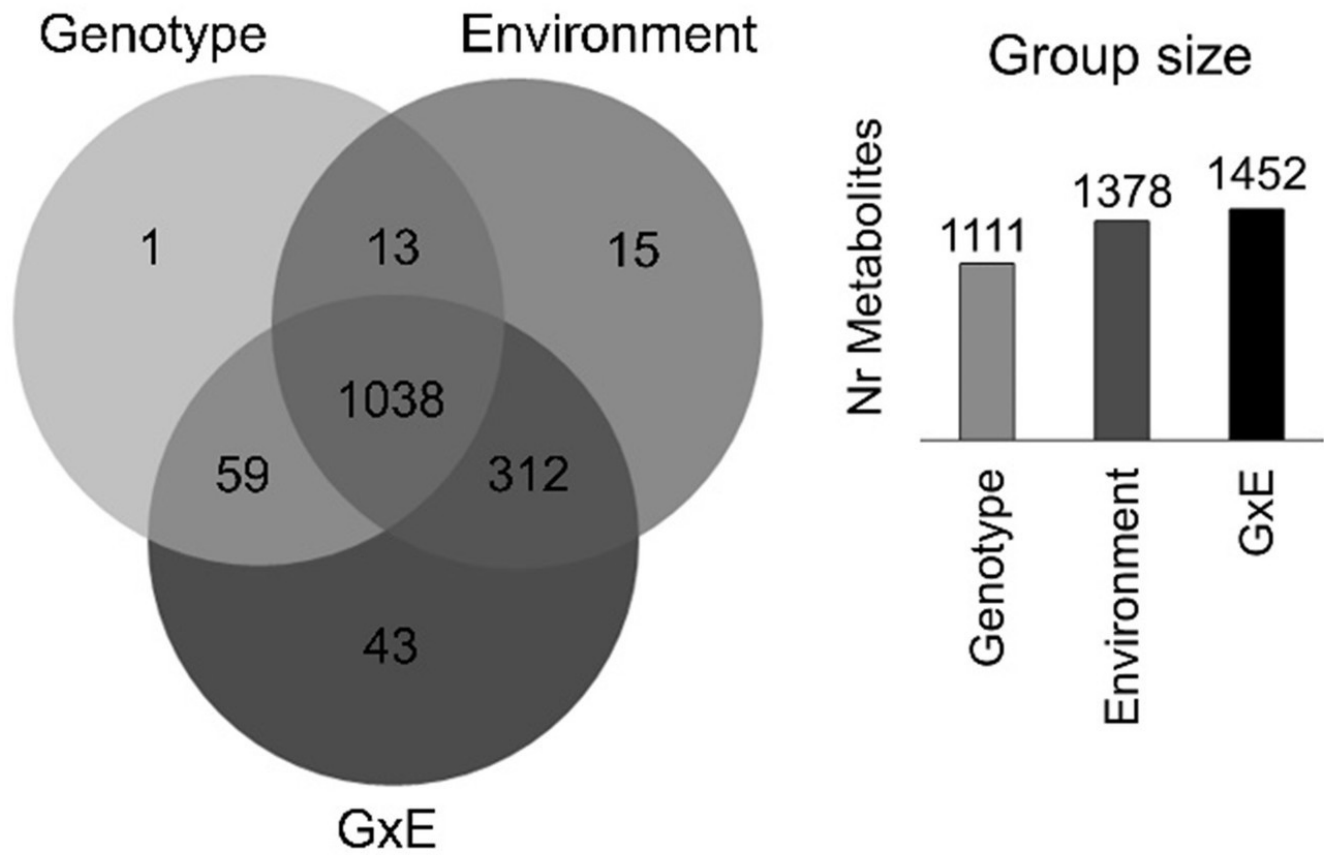 Genotype
Environment
1
13
15
1038
59
312
43
GxE
Group size
Nr Metabolites
1111
1378
1452
Genotype
Environment
GxE